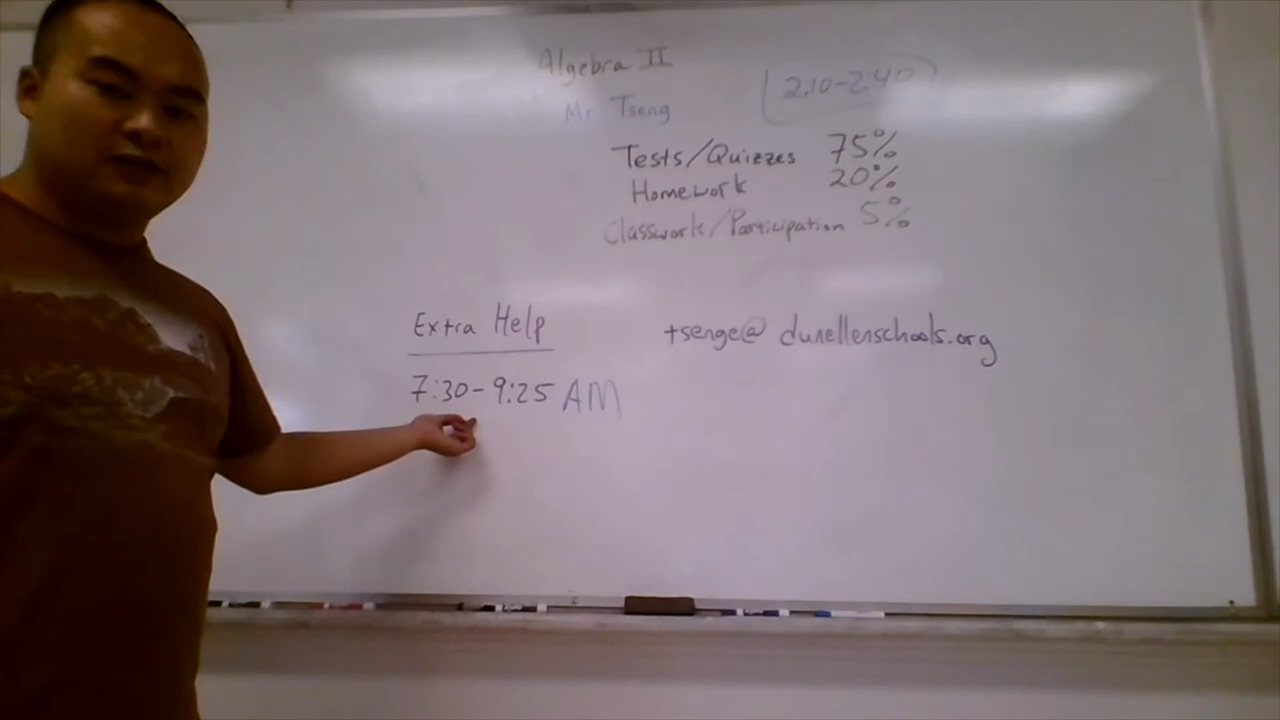 Algebra II
2:10-2:40
Mr Tseng
Tests/Quizzes 75%
Homework 20%
Classwork/Participation 5%
Extra Help
7:30-9:25 AM
tsenge@dunellenschools.org